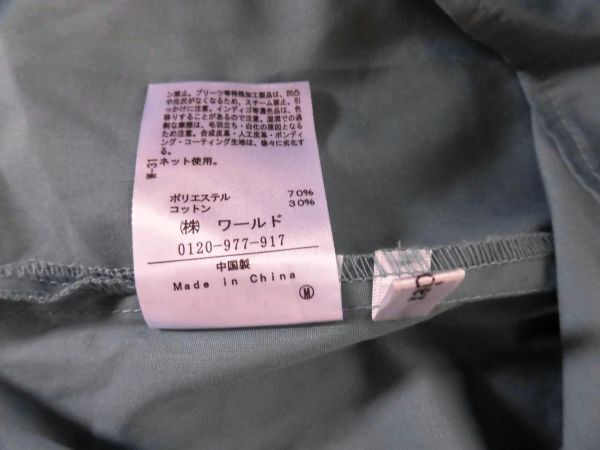 ン禁止。プリーツ等特殊加工製品は、凹凸
や光沢がなくなるため、スチーム禁止。引
っかけに注意。インディゴ等濃色品は、色
移りすることがあるので注意。湿潤での過
激な摩擦は、毛羽立ち・白化の原因となる
ため注意。合成皮革・人工皮革・ボンディ
ング・コーティング生地は、徐々に劣化す
る。
W-31 ネット使用。
ポリエステル 70%
コットン 30%
㈱ ワールド
0120-977-917
中国製
Made in China
M